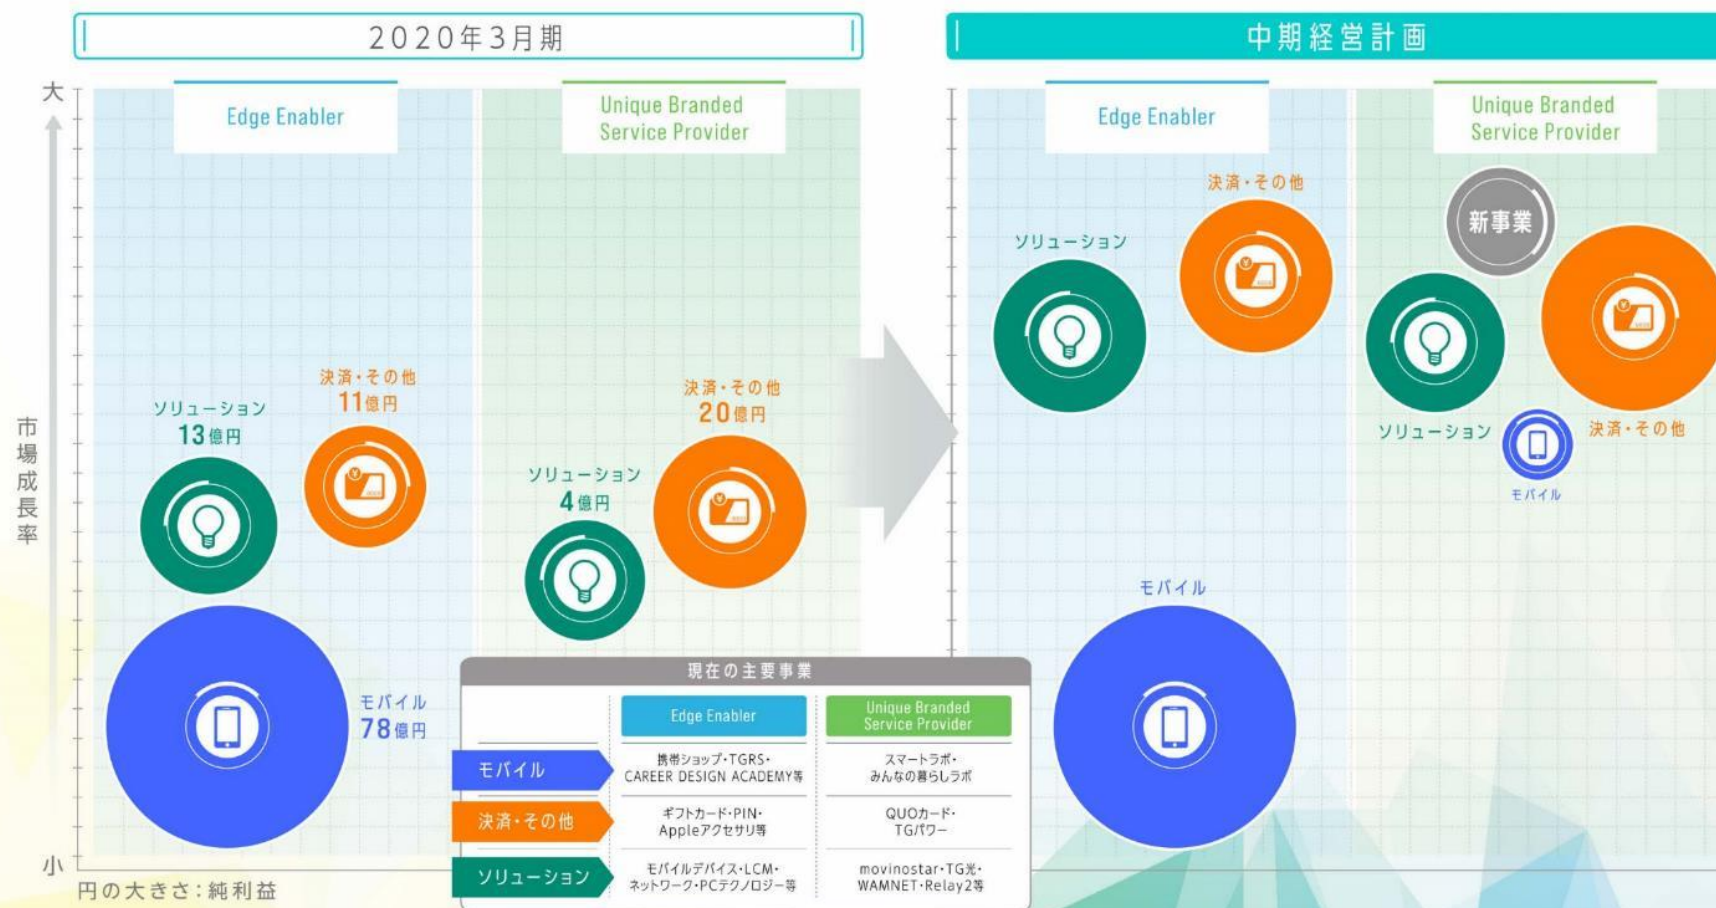 2020年3月期
中期経営計画
大
市場成長率
小
円の大きさ:純利益
Edge Enabler
Unique Branded
Service Provider
ソリューション
13億円
決済・その他
11億円
モバイル
78億円
ソリューション
4億円
決済・その他
20億円
Edge Enabler
Unique Branded
Service Provider
ソリューション
決済・その他
モバイル
新事業
ソリューション
決済・その他
モバイル
現在の主要事業
Edge Enabler
Unique Branded
Service Provider
モバイル
携帯ショップ・TGRS・
CAREER DESIGN ACADEMY等
スマートラボ・
みんなの暮らしラボ
決済・その他
ギフトカード・PIN・
Appleアクセサリ等
QUOカード・
TGパワー
ソリューション
モバイルデバイス・LCM・
ネットワーク・PCテクノロジー等
movinostar・TG光・
WAMNET・Relay2等